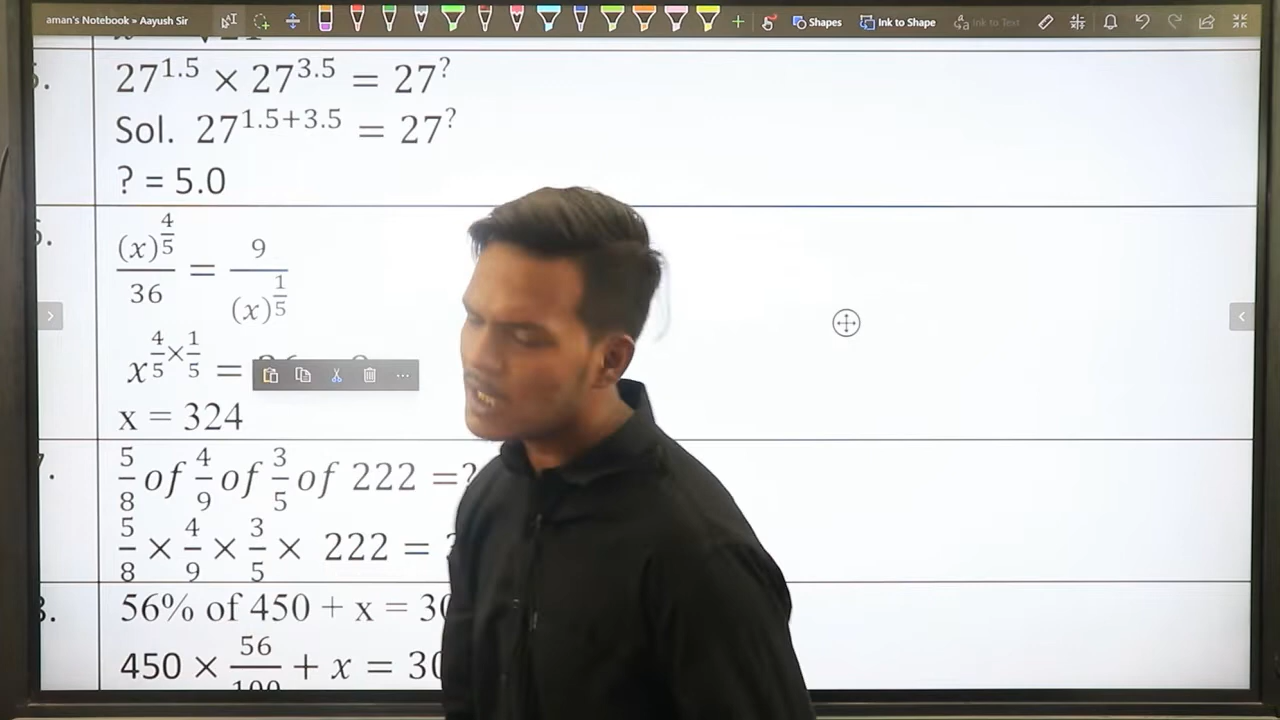 aman's Notebook » Aayush Sir
Shapes
Ink to Shape
Ink to Text
27^1.5 × 27^3.5 = 27^?
Sol. 27^1.5+3.5 = 27^?
? = 5.0
(x)^4/5 / 36 = 9 / (x)^1/5
x^4/5×1/5 =
x = 324
7.
5/8 of 4/9 of 3/5 of 222 =?
5/8 × 4/9 × 3/5 × 222 =
56% of 450 + x =
450 × 56/100 + x =